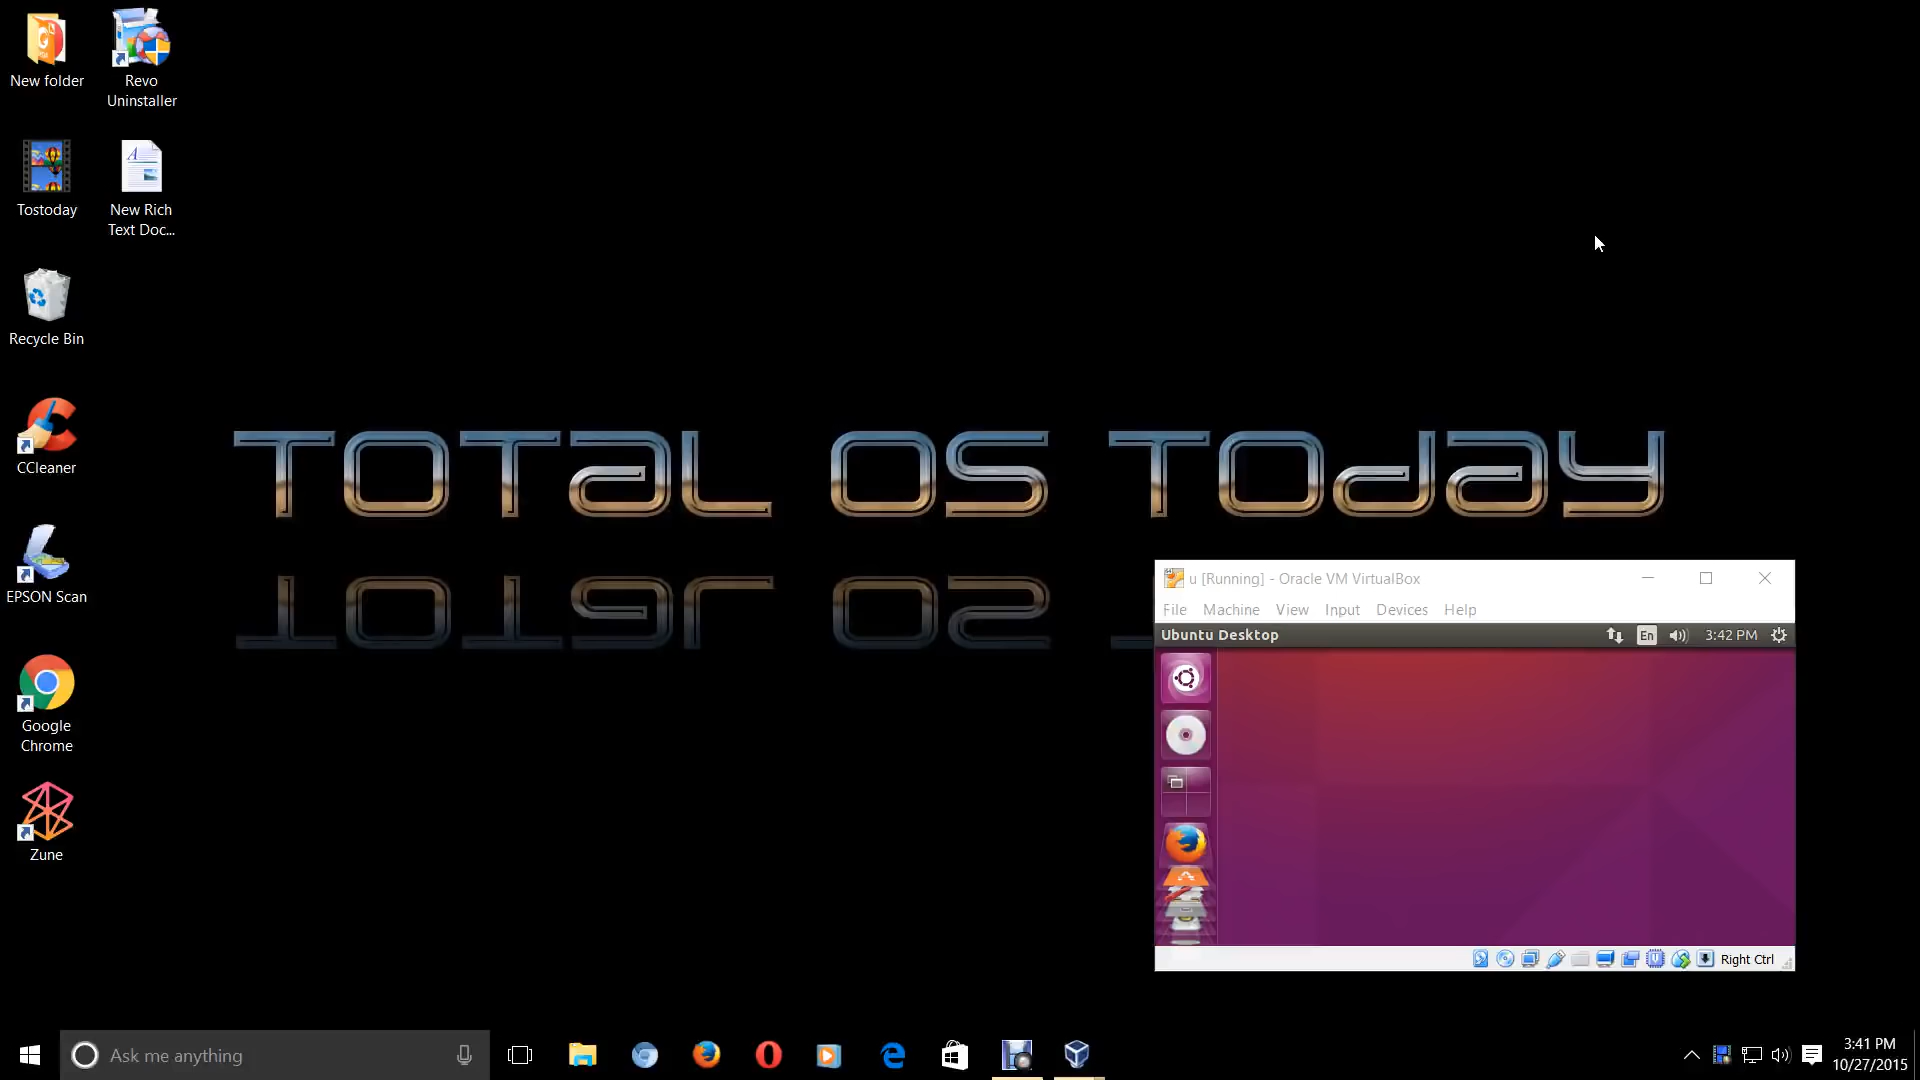 New folder
Revo
Uninstaller
Tostoday
New Rich
Text Doc...
Recycle Bin
CCleaner
EPSON Scan
Google
Chrome
Zune
TOTAL OS TODAY
u [Running] - Oracle VM VirtualBox
File Machine View Input Devices Help
Ubuntu Desktop
En
3:42 PM
Right Ctrl
Ask me anything
3:41 PM
10/27/2015